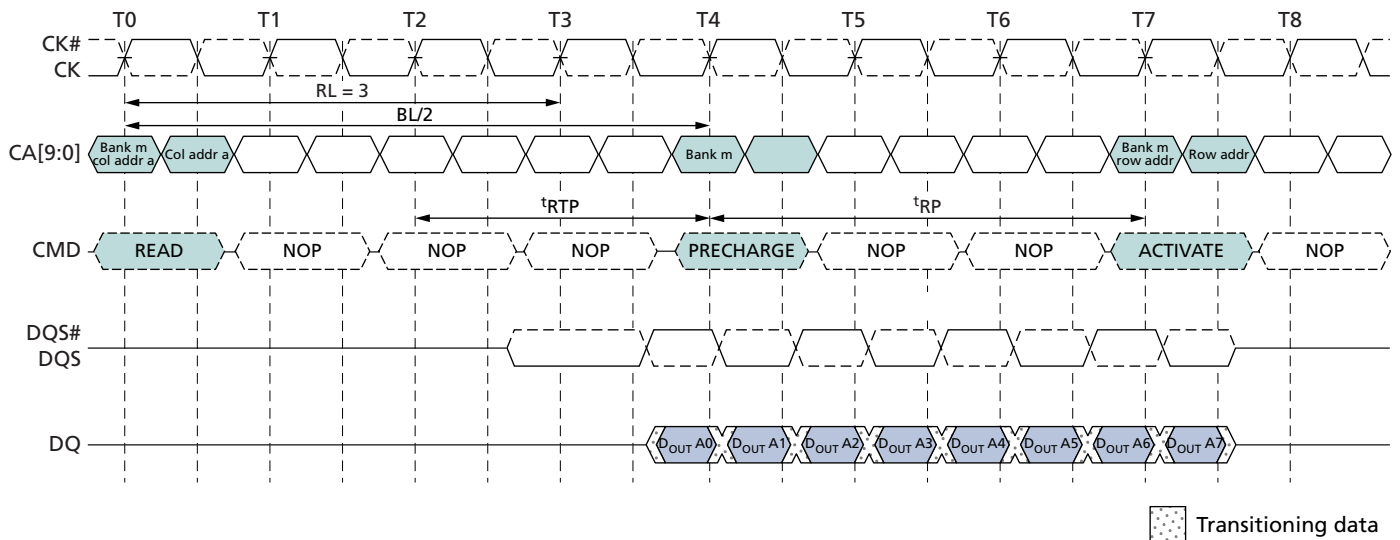 T0 T1 T2 T3 T4 T5 T6 T7 T8
CK#
CK
RL = 3
BL/2
CA[9:0] Bank m col addr a Col addr a Bank m Bank m row addr Row addr
tRTP tRP
CMD READ NOP NOP NOP PRECHARGE NOP NOP ACTIVATE NOP
DQS#
DQS
DQ DOUT A0 DOUT A1 DOUT A2 DOUT A3 DOUT A4 DOUT A5 DOUT A6 DOUT A7
Transitioning data